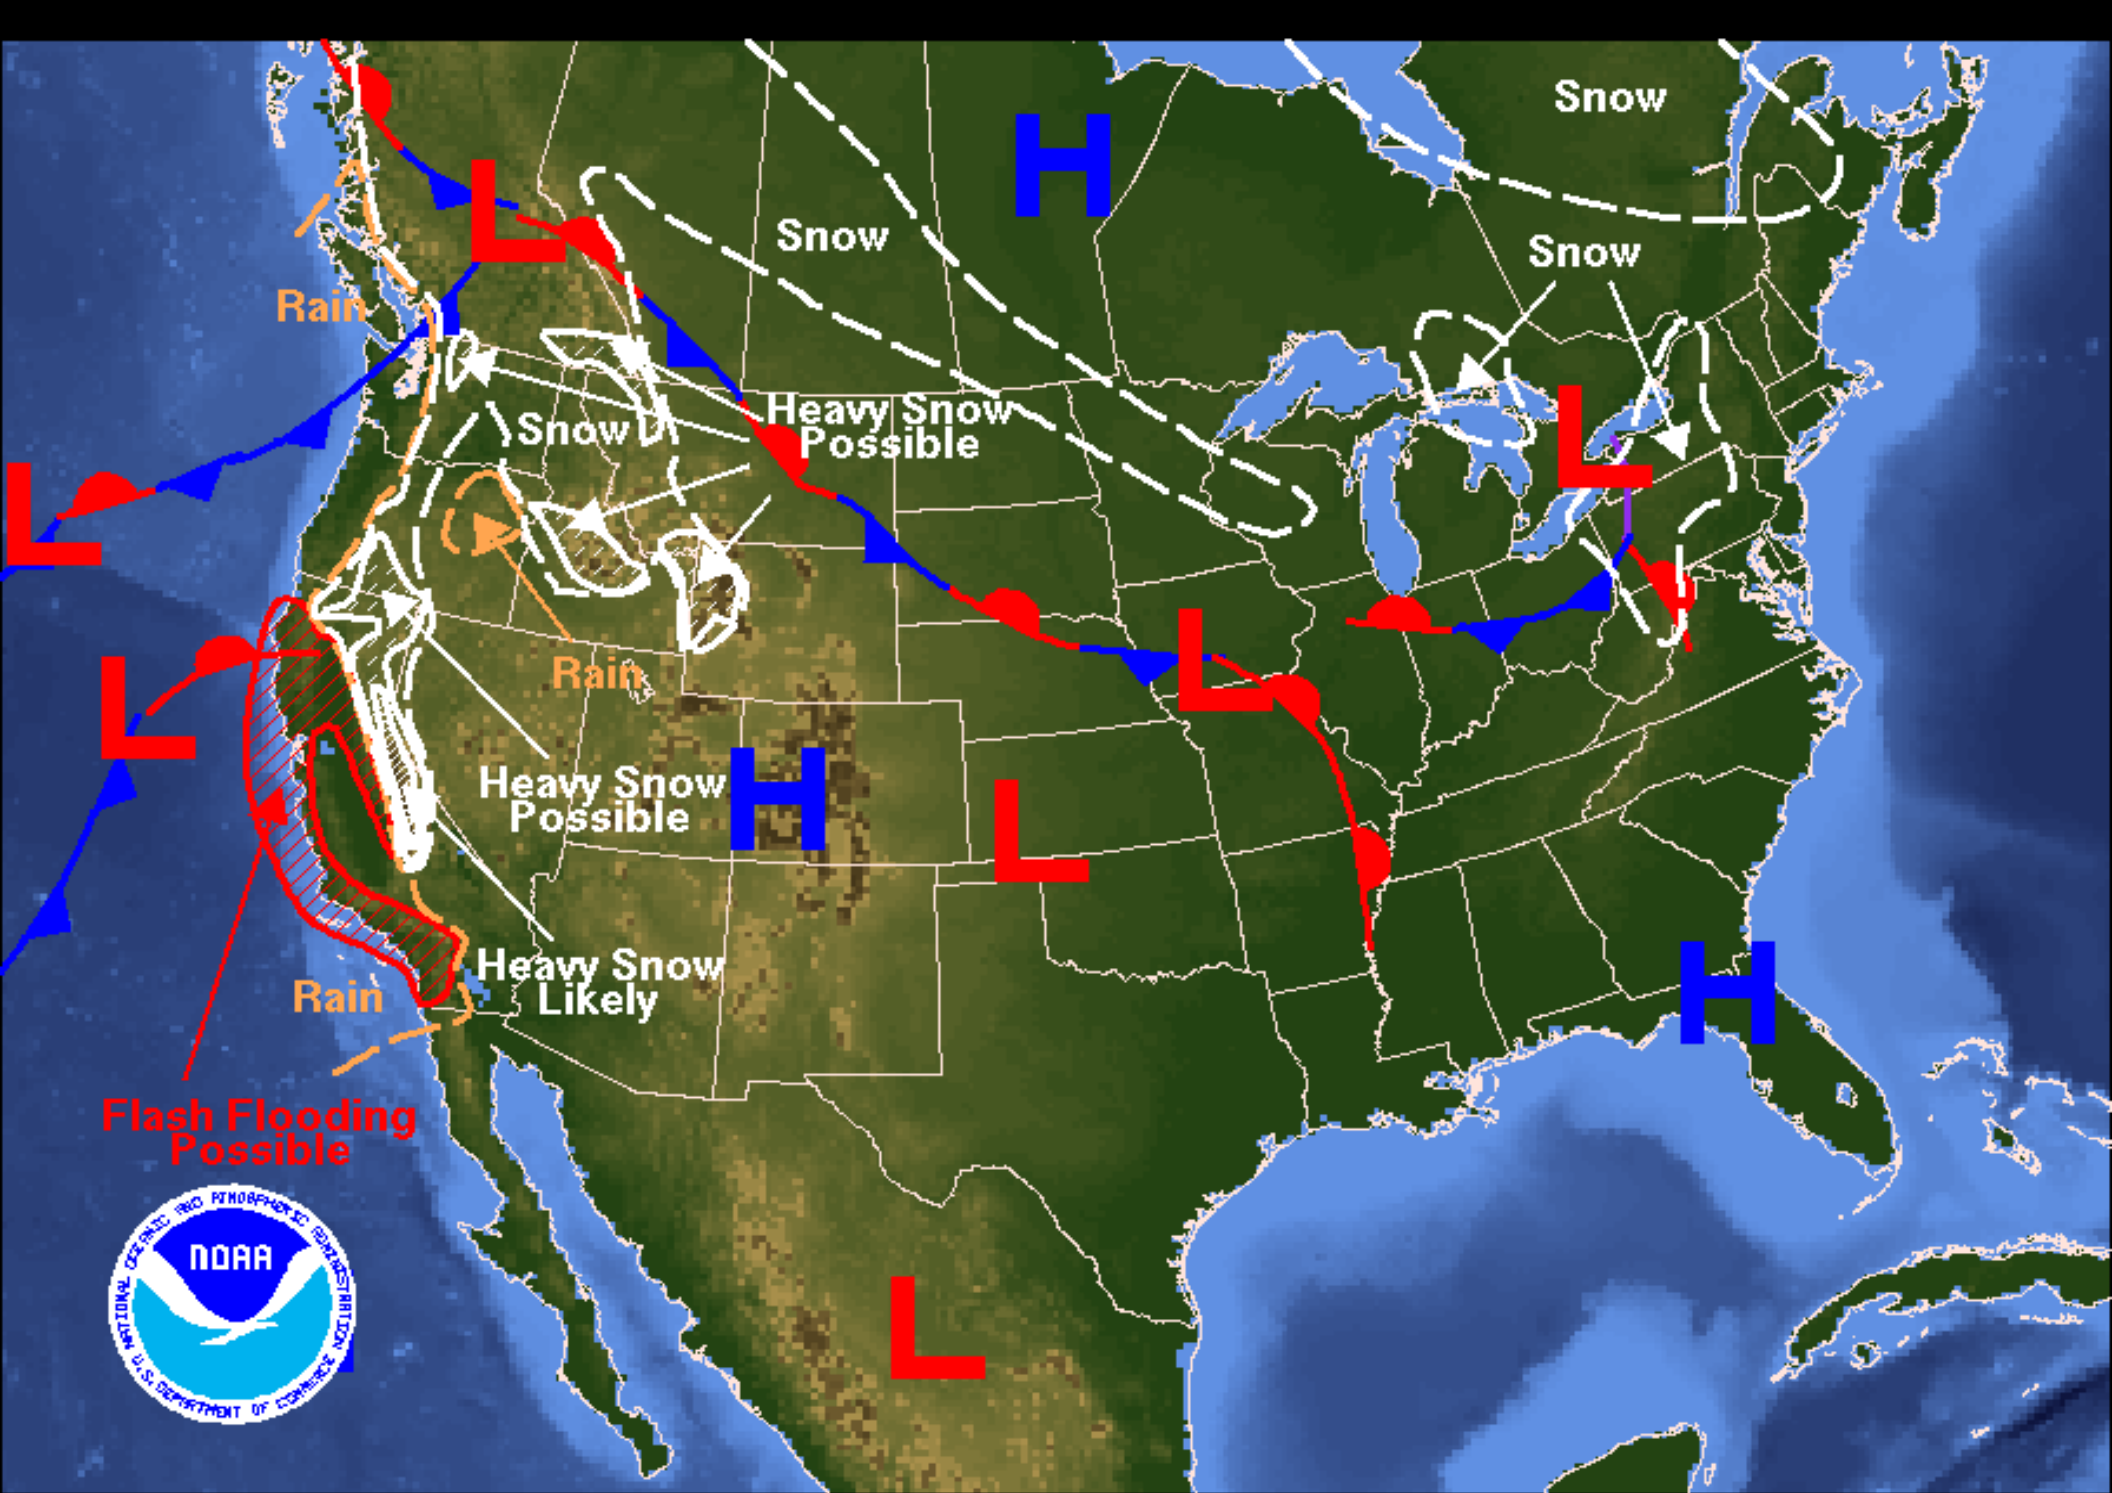 Snow
H
L
Snow
Snow
Rain
Heavy Snow
Possible
Snow
L
L
L
L
Rain
Heavy Snow
Possible
H
L
H
Heavy Snow
Likely
Rain
Flash Flooding
Possible
NATIONAL OCEANIC AND ATMOSPHERIC ADMINISTRATION
NOAA
U.S. DEPARTMENT OF COMMERCE
L